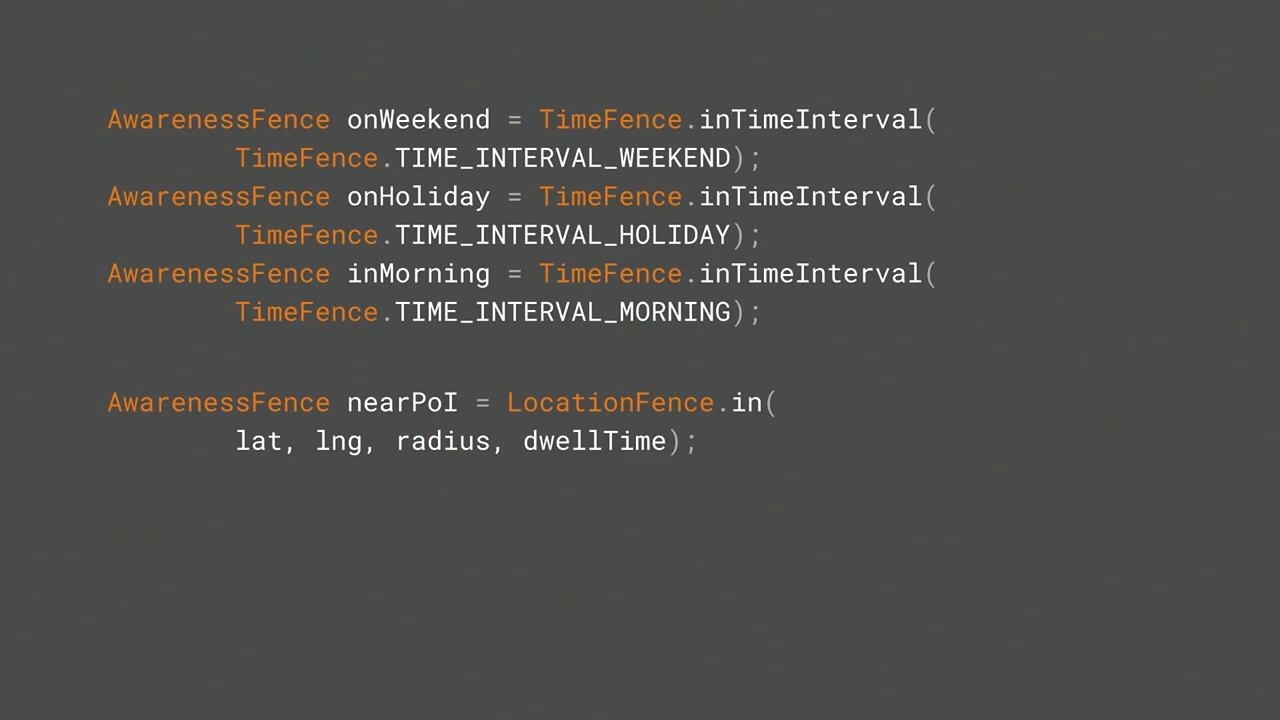 AwarenessFence onWeekend = TimeFence.inTimeInterval(
        TimeFence.TIME_INTERVAL_WEEKEND);
AwarenessFence onHoliday = TimeFence.inTimeInterval(
        TimeFence.TIME_INTERVAL_HOLIDAY);
AwarenessFence inMorning = TimeFence.inTimeInterval(
        TimeFence.TIME_INTERVAL_MORNING);
AwarenessFence nearPoI = LocationFence.in(
        lat, lng, radius, dwellTime);